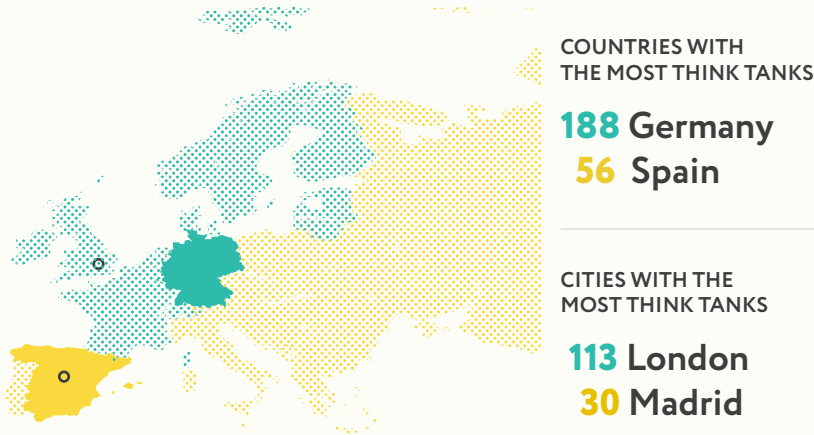 COUNTRIES WITH
THE MOST THINK TANKS
188 Germany
56 Spain
CITIES WITH THE
MOST THINK TANKS
113 London
30 Madrid